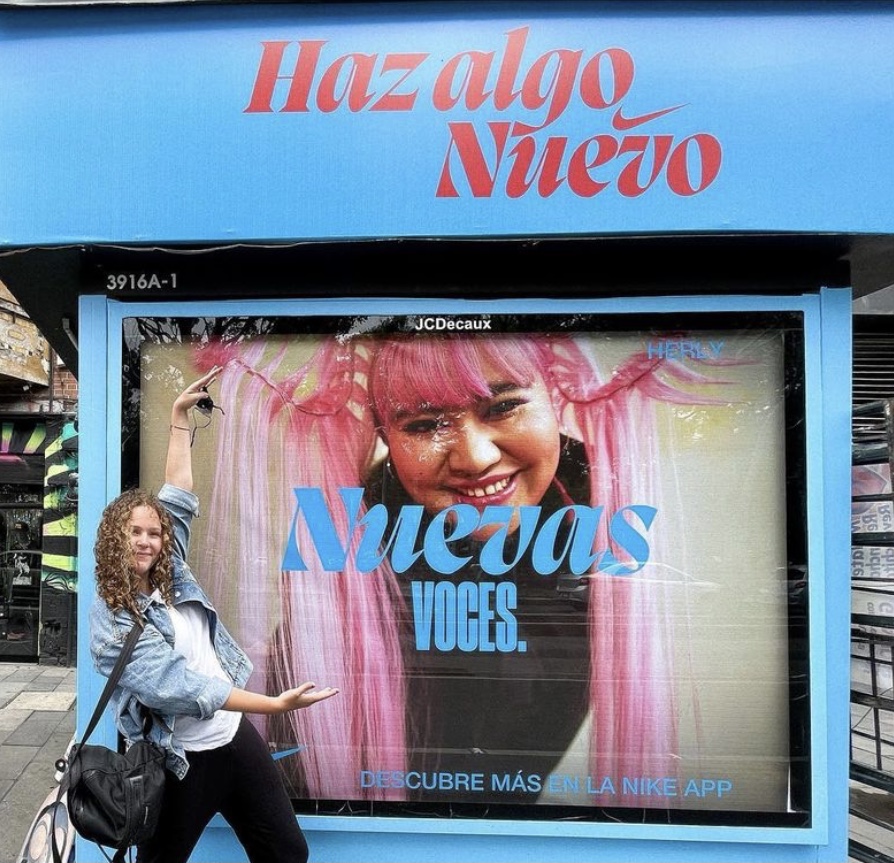 Haz algo
Nuevo
3916A-1
JCDecaux
HERLY
Nuevas
VOCES.
DESCUBRE MÁS EN LA NIKE APP